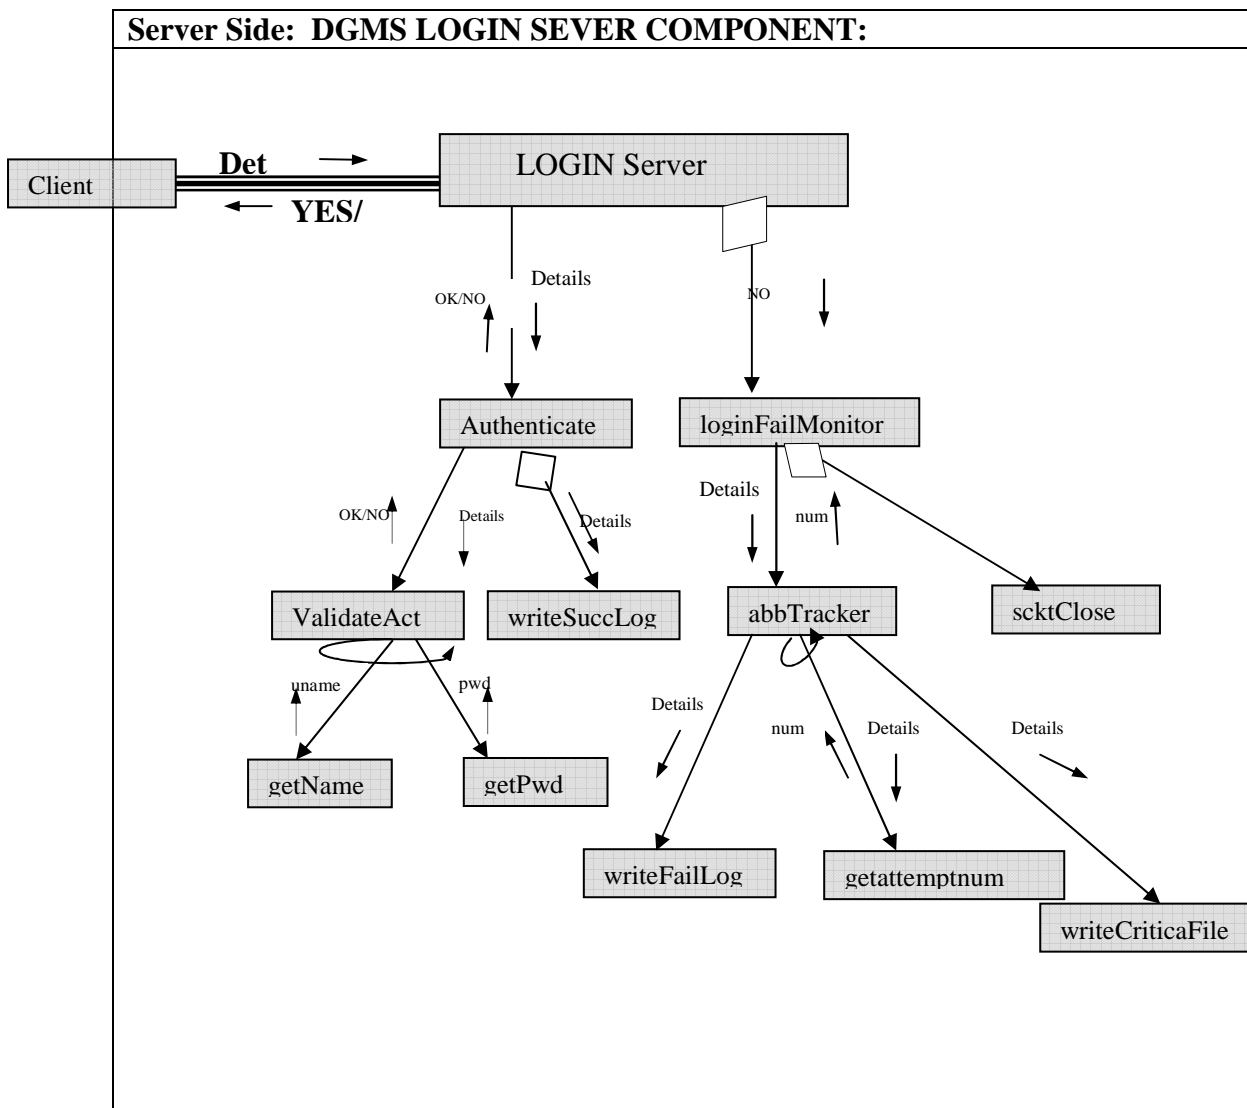 Server Side: DGMS LOGIN SEVER COMPONENT:
Det
LOGIN Server
Client
YES/
Details
OK/NO
NO
Authenticate
loginFailMonitor
Details
OK/NO
Details
Details
num
ValidateAct
writeSuccLog
abbTracker
scktClose
uname
pwd
Details
num
Details
Details
getName
getPwd
writeFailLog
getattemptnum
writeCriticaFile